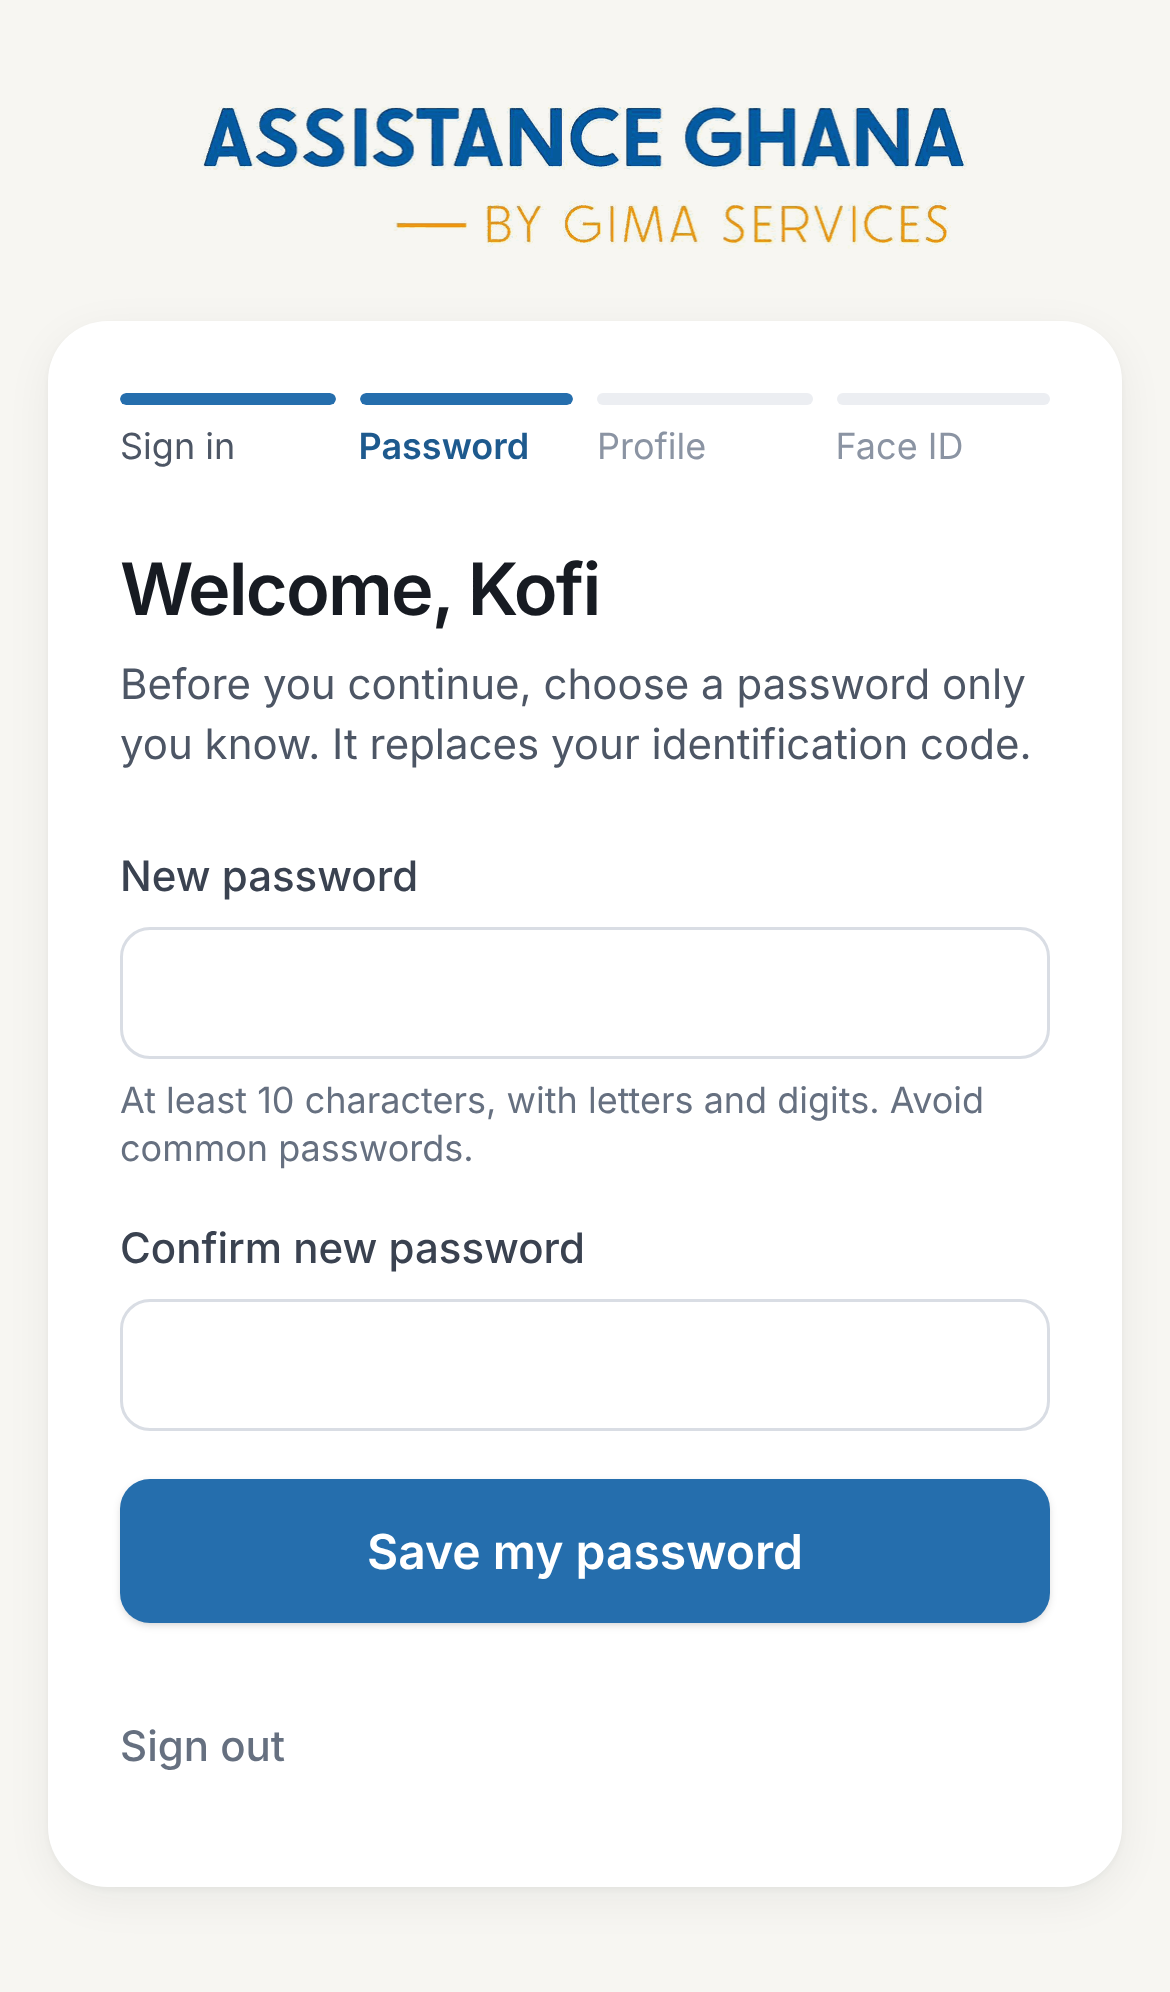 ASSISTANCE GHANA
— BY GIMA SERVICES
Sign in
Password
Profile
Face ID
Welcome, Kofi
Before you continue, choose a password only
you know. It replaces your identification code.
New password
At least 10 characters, with letters and digits. Avoid
common passwords.
Confirm new password
Save my password
Sign out